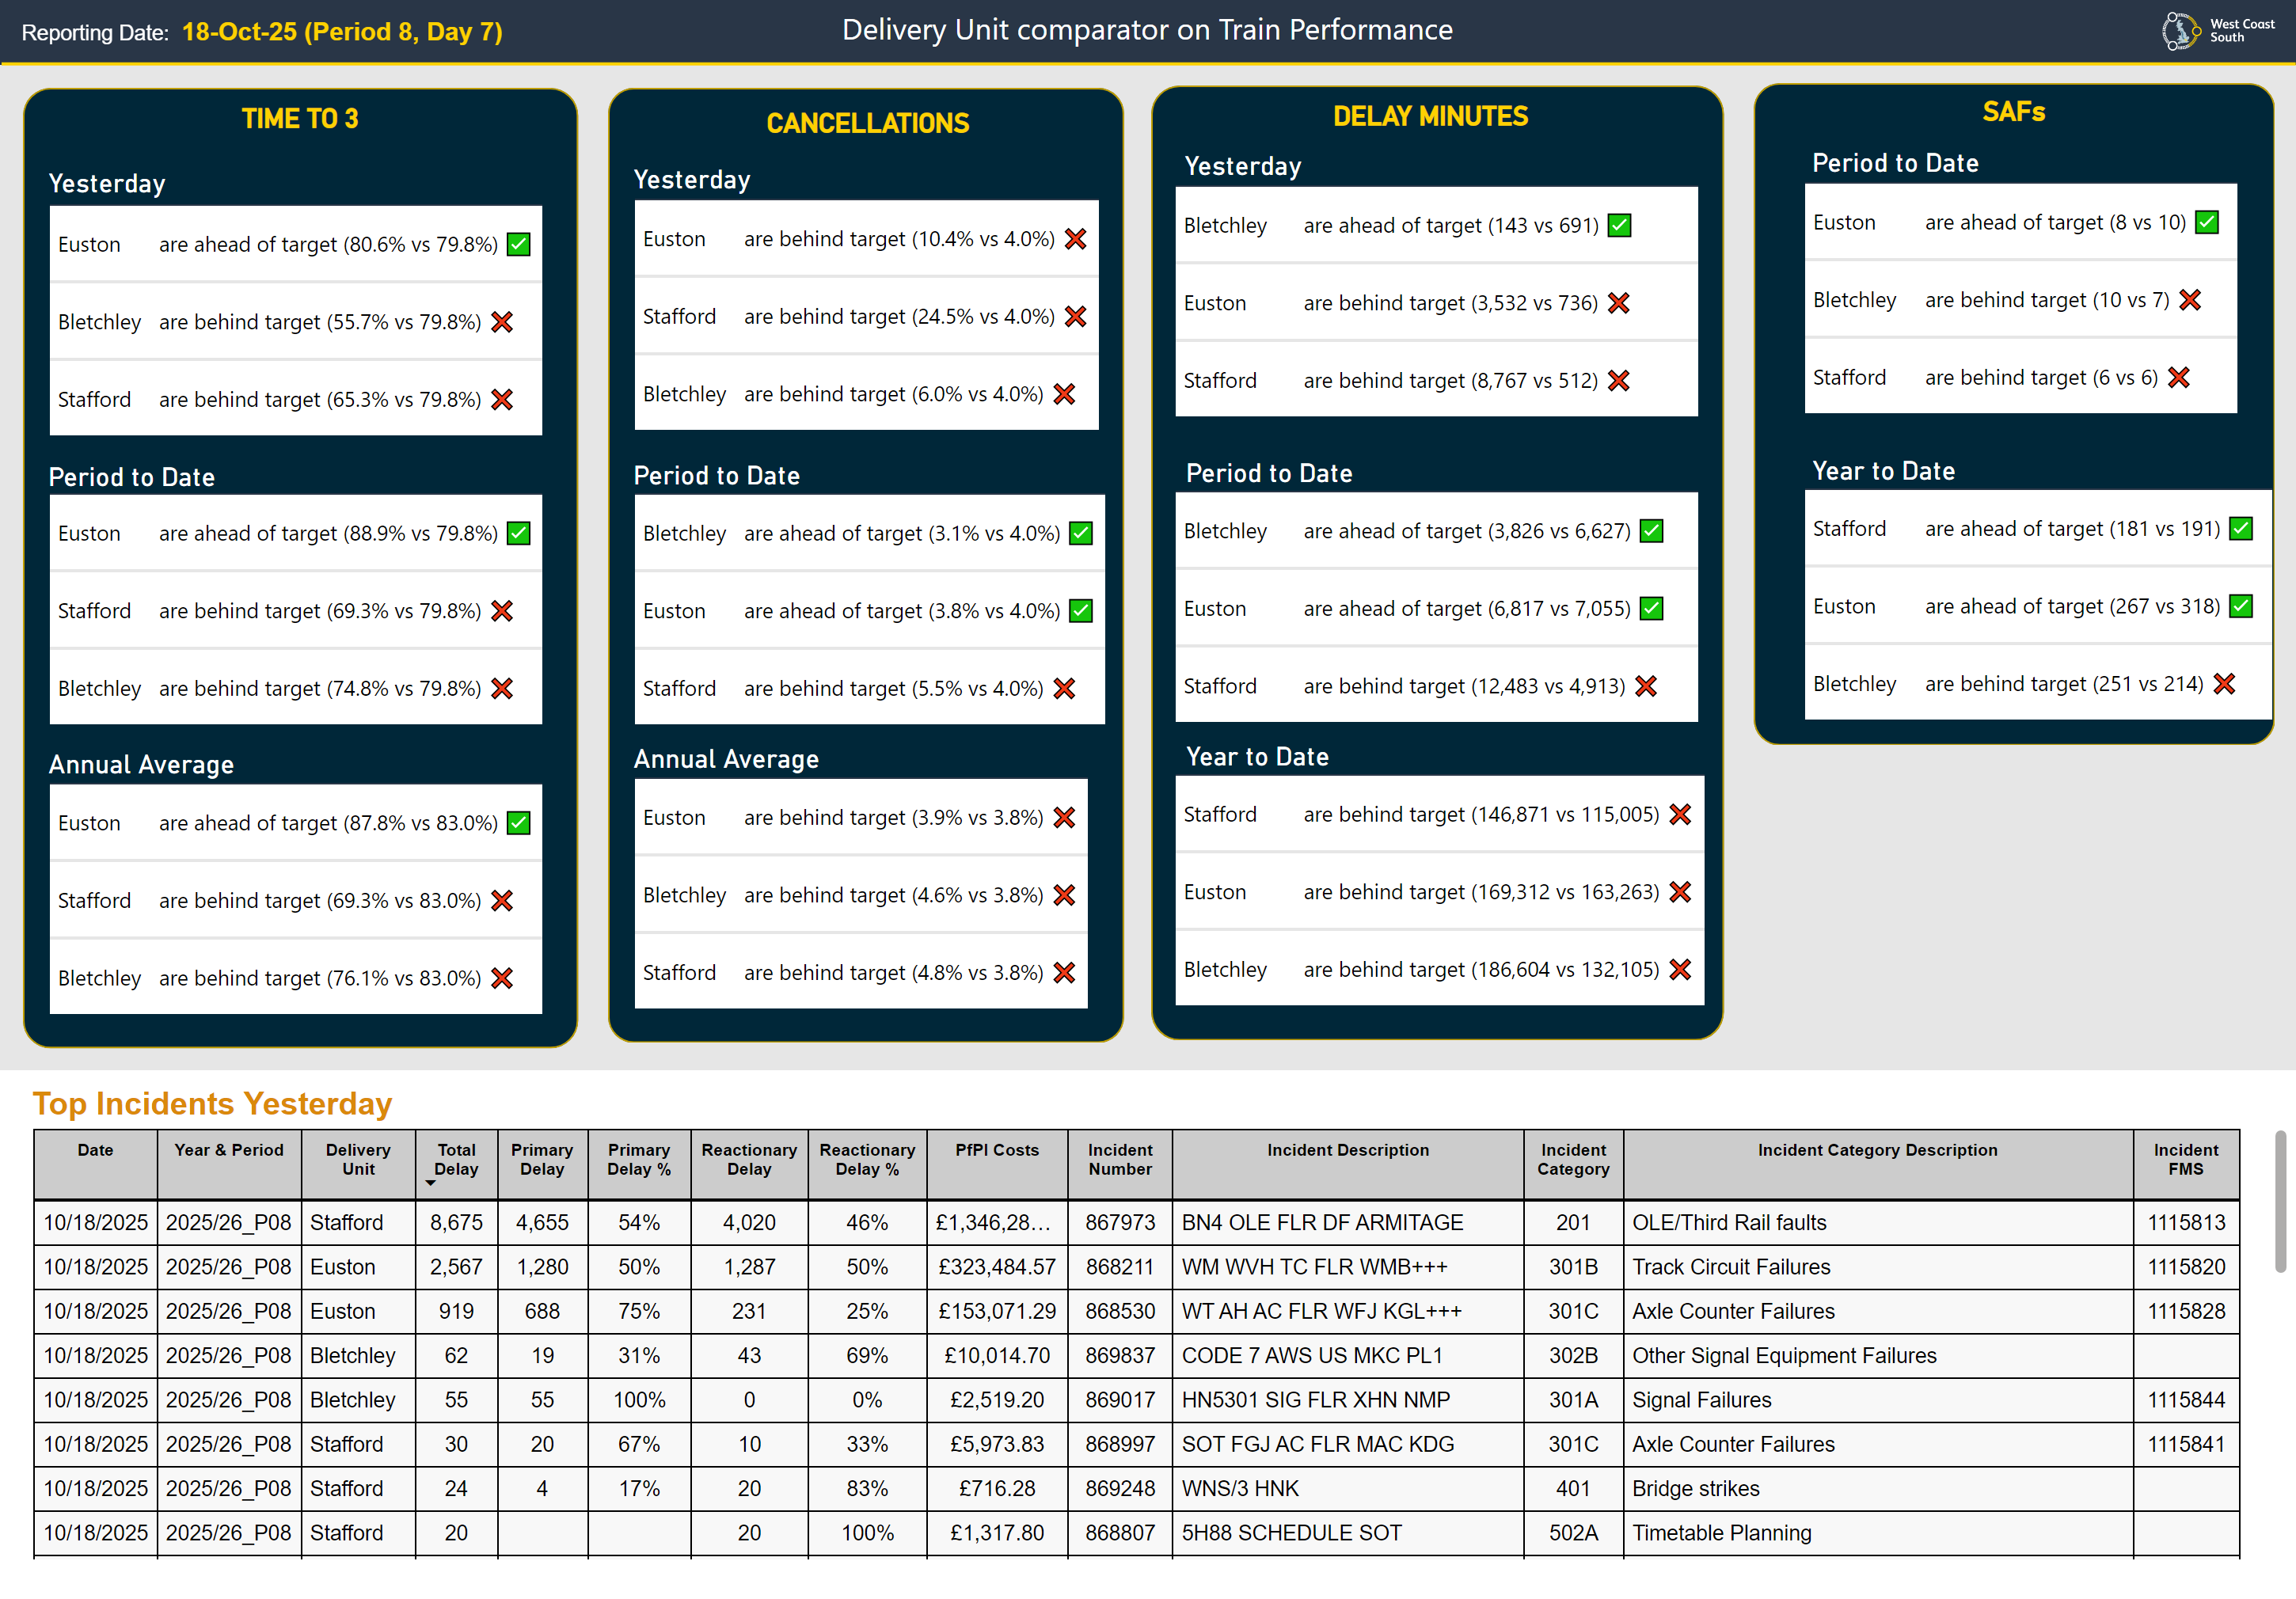 Reporting Date: 18-Oct-25 (Period 8, Day 7)
Delivery Unit comparator on Train Performance
West Coast
South
TIME TO 3
Yesterday
Euston are ahead of target (80.6% vs 79.8%) ✅
Bletchley are behind target (55.7% vs 79.8%) ❌
Stafford are behind target (65.3% vs 79.8%) ❌
Period to Date
Euston are ahead of target (88.9% vs 79.8%) ✅
Stafford are behind target (69.3% vs 79.8%) ❌
Bletchley are behind target (74.8% vs 79.8%) ❌
Annual Average
Euston are ahead of target (87.8% vs 83.0%) ✅
Stafford are behind target (69.3% vs 83.0%) ❌
Bletchley are behind target (76.1% vs 83.0%) ❌
CANCELLATIONS
Yesterday
Euston are behind target (10.4% vs 4.0%) ❌
Stafford are behind target (24.5% vs 4.0%) ❌
Bletchley are behind target (6.0% vs 4.0%) ❌
Period to Date
Bletchley are ahead of target (3.1% vs 4.0%) ✅
Euston are ahead of target (3.8% vs 4.0%) ✅
Stafford are behind target (5.5% vs 4.0%) ❌
Annual Average
Euston are behind target (3.9% vs 3.8%) ❌
Bletchley are behind target (4.6% vs 3.8%) ❌
Stafford are behind target (4.8% vs 3.8%) ❌
DELAY MINUTES
Yesterday
Bletchley are ahead of target (143 vs 691) ✅
Euston are behind target (3,532 vs 736) ❌
Stafford are behind target (8,767 vs 512) ❌
Period to Date
Bletchley are ahead of target (3,826 vs 6,627) ✅
Euston are ahead of target (6,817 vs 7,055) ✅
Stafford are behind target (12,483 vs 4,913) ❌
Year to Date
Stafford are behind target (146,871 vs 115,005) ❌
Euston are behind target (169,312 vs 163,263) ❌
Bletchley are behind target (186,604 vs 132,105) ❌
SAFs
Period to Date
Euston are ahead of target (8 vs 10) ✅
Bletchley are behind target (10 vs 7) ❌
Stafford are behind target (6 vs 6) ❌
Year to Date
Stafford are ahead of target (181 vs 191) ✅
Euston are ahead of target (267 vs 318) ✅
Bletchley are behind target (251 vs 214) ❌
Top Incidents Yesterday
Date Year & Period Delivery Unit Total Delay Primary Delay Primary Delay % Reactionary Delay Reactionary Delay % PfPI Costs Incident Number Incident Description Incident Category Incident Category Description Incident FMS
10/18/2025 2025/26_P08 Stafford 8,675 4,655 54% 4,020 46% £1,346,28... 867973 BN4 OLE FLR DF ARMITAGE 201 OLE/Third Rail faults 1115813
10/18/2025 2025/26_P08 Euston 2,567 1,280 50% 1,287 50% £323,484.57 868211 WM WVH TC FLR WMB+++ 301B Track Circuit Failures 1115820
10/18/2025 2025/26_P08 Euston 919 688 75% 231 25% £153,071.29 868530 WT AH AC FLR WFJ KGL+++ 301C Axle Counter Failures 1115828
10/18/2025 2025/26_P08 Bletchley 62 19 31% 43 69% £10,014.70 869837 CODE 7 AWS US MKC PL1 302B Other Signal Equipment Failures
10/18/2025 2025/26_P08 Bletchley 55 55 100% 0 0% £2,519.20 869017 HN5301 SIG FLR XHN NMP 301A Signal Failures 1115844
10/18/2025 2025/26_P08 Stafford 30 20 67% 10 33% £5,973.83 868997 SOT FGJ AC FLR MAC KDG 301C Axle Counter Failures 1115841
10/18/2025 2025/26_P08 Stafford 24 4 17% 20 83% £716.28 869248 WNS/3 HNK 401 Bridge strikes
10/18/2025 2025/26_P08 Stafford 20 20 100% £1,317.80 868807 5H88 SCHEDULE SOT 502A Timetable Planning